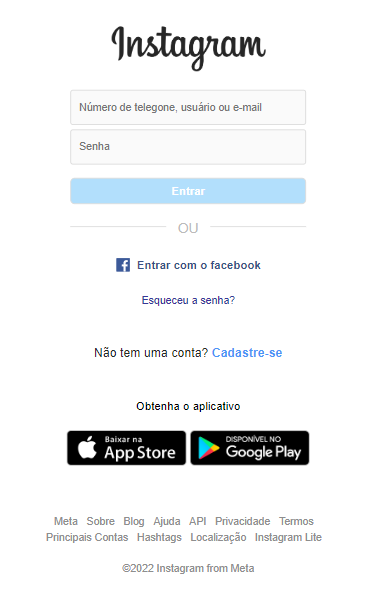 Instagram
Número de telegone, usuário ou e-mail
Senha
Entrar
OU
Entrar com o facebook
Esqueceu a senha?
Não tem uma conta? Cadastre-se
Obtenha o aplicativo
Baixar na
App Store
DISPONÍVEL NO
Google Play
Meta Sobre Blog Ajuda API Privacidade Termos
Principais Contas Hashtags Localização Instagram Lite
©2022 Instagram from Meta